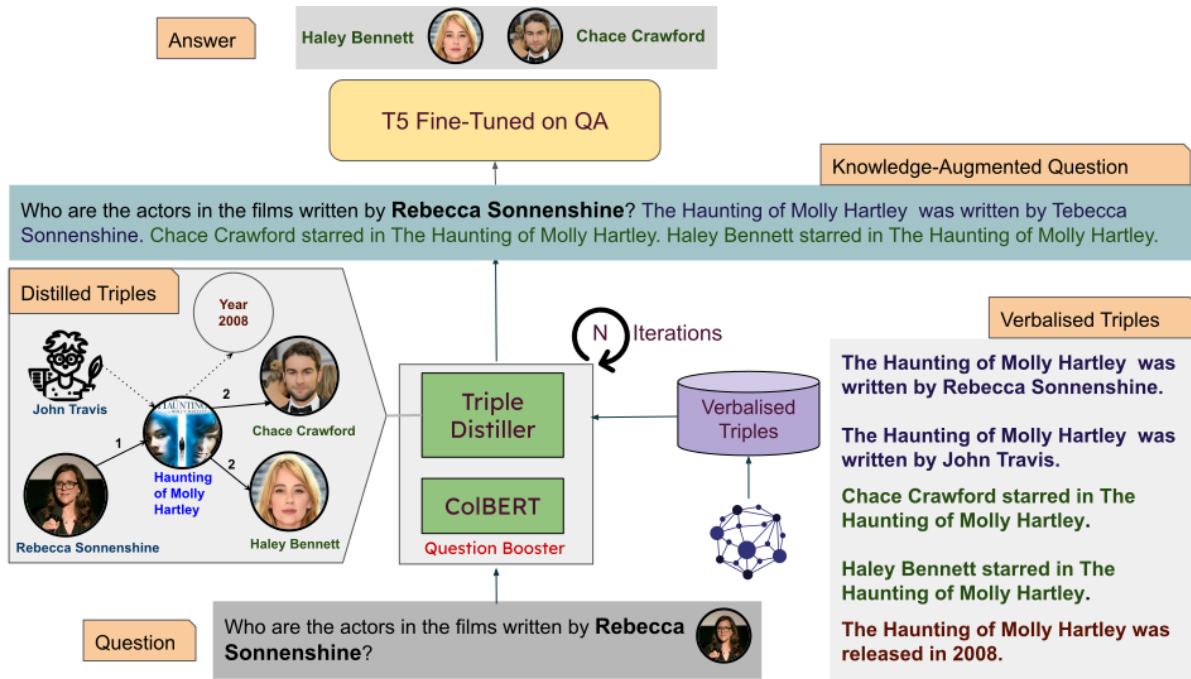 Answer
Haley Bennett
Chace Crawford
T5 Fine-Tuned on QA
Knowledge-Augmented Question
Who are the actors in the films written by Rebecca Sonnenshine? The Haunting of Molly Hartley was written by Tebecca
Sonnenshine. Chace Crawford starred in The Haunting of Molly Hartley. Haley Bennett starred in The Haunting of Molly Hartley.
Distilled Triples
Year
2008
John Travis
2
Chace Crawford
1
HAUNTING
2
Haunting
of Molly
Hartley
Rebecca Sonnenshine
Haley Bennett
N Iterations
Triple
Distiller
ColBERT
Question Booster
Verbalised
Triples
Verbalised Triples
The Haunting of Molly Hartley was
written by Rebecca Sonnenshine.
The Haunting of Molly Hartley was
written by John Travis.
Chace Crawford starred in The
Haunting of Molly Hartley.
Haley Bennett starred in The
Haunting of Molly Hartley.
The Haunting of Molly Hartley was
released in 2008.
Question
Who are the actors in the films written by Rebecca
Sonnenshine?